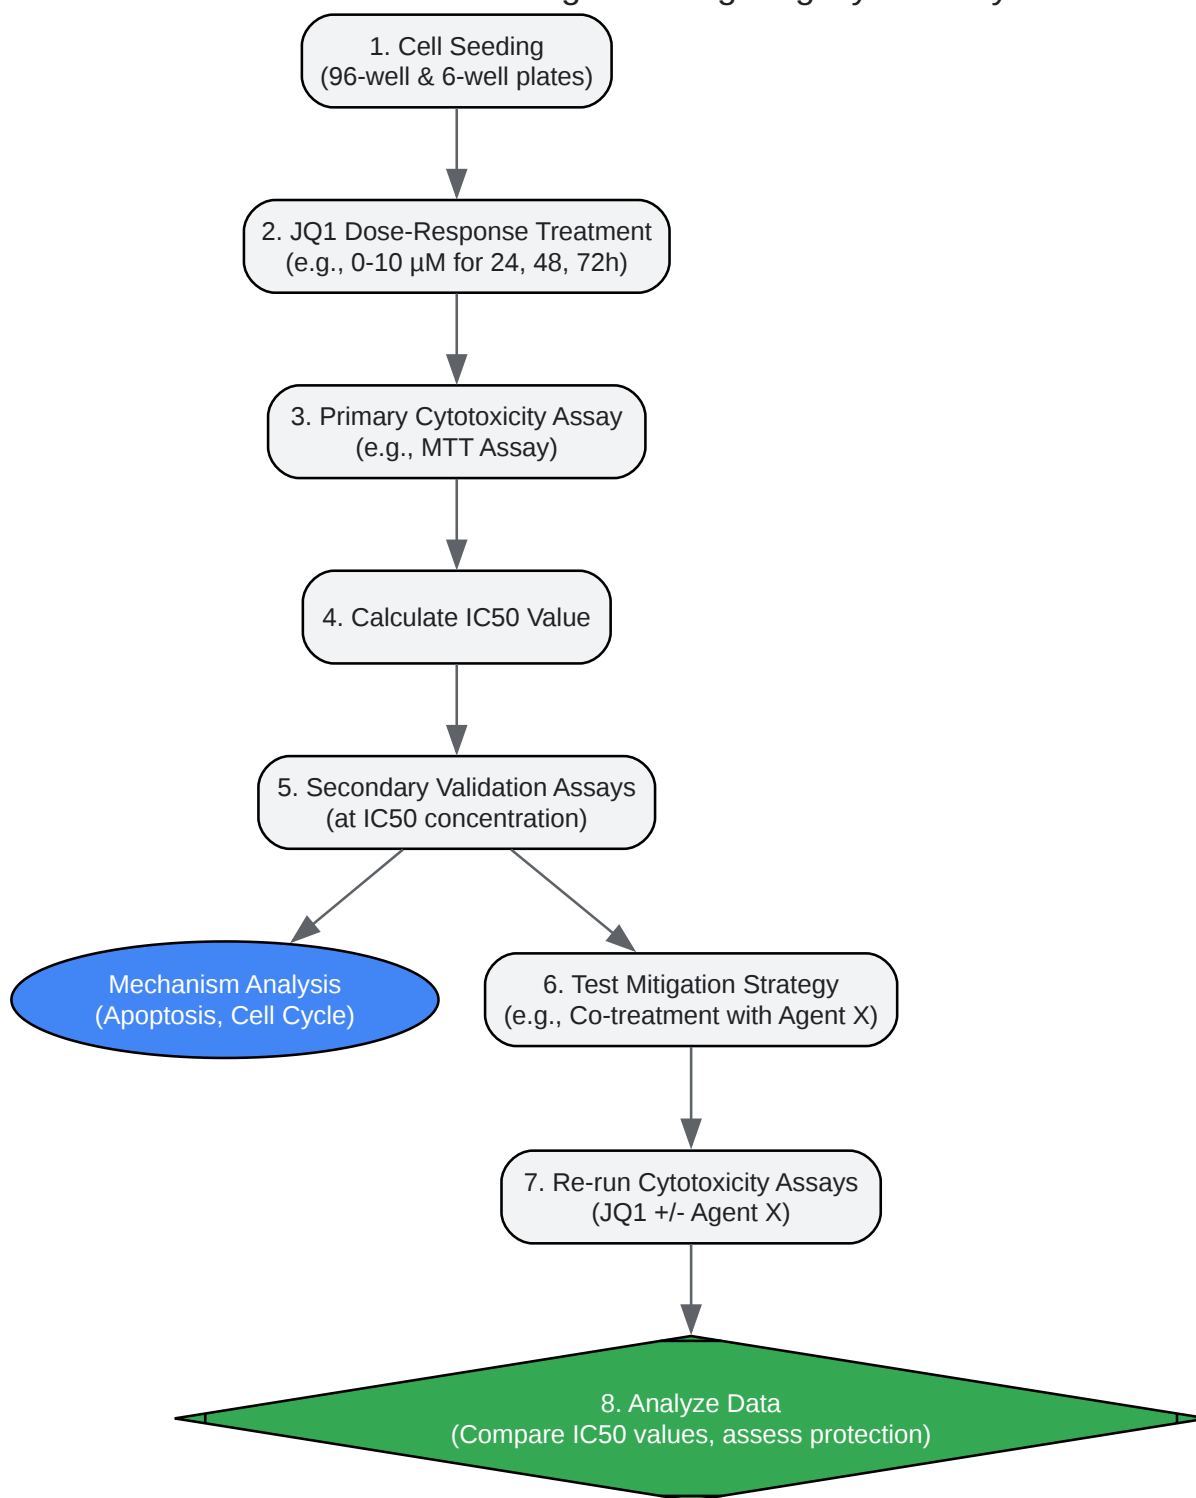 1. Cell Seeding
(96-well & 6-well plates)
2. JQ1 Dose-Response Treatment
(e.g., 0-10 µM for 24, 48, 72h)
3. Primary Cytotoxicity Assay
(e.g., MTT Assay)
4. Calculate IC50 Value
5. Secondary Validation Assays
(at IC50 concentration)
Mechanism Analysis
(Apoptosis, Cell Cycle)
6. Test Mitigation Strategy
(e.g., Co-treatment with Agent X)
7. Re-run Cytotoxicity Assays
(JQ1 +/- Agent X)
8. Analyze Data
(Compare IC50 values, assess protection)